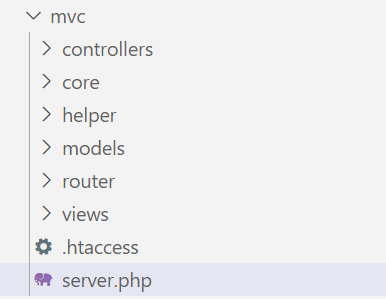 mvc
controllers
core
helper
models
router
views
.htaccess
server.php